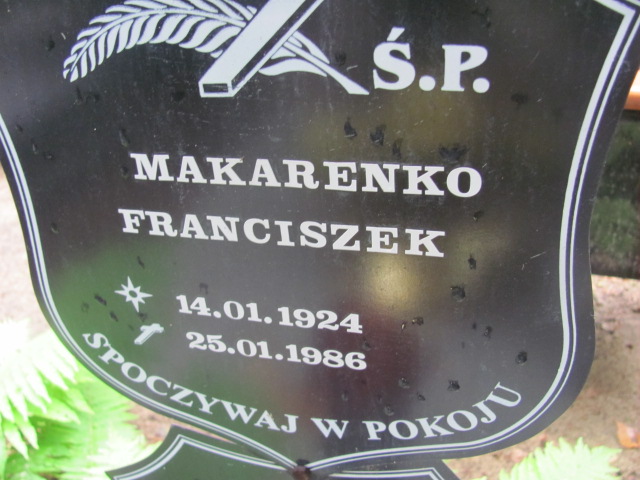 Ś.P.
MAKARENKO
FRANCISZEK
14.01.1924
25.01.1986
SPOCZYWAJ W POKOJU